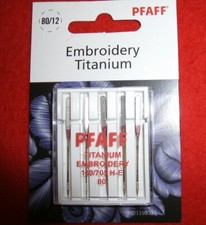 80/12
PFAFF
Embroidery
Titanium
PFAFF
TITANIUM
EMBROIDERY
130/705 H-E
80